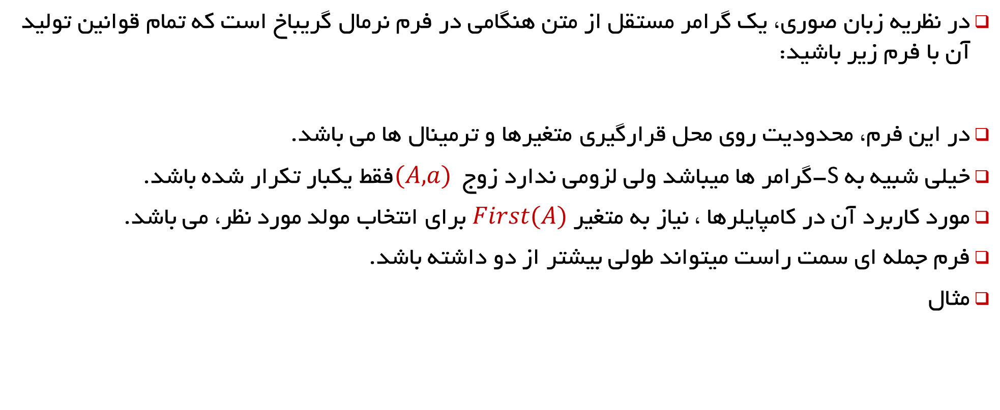 در نظریه زبان صوری، یک گرامر مستقل از متن هنگامی در فرم نرمال گریباخ است که تمام قوانین تولید
آن با فرم زیر باشید:
در این فرم، محدودیت روی محل قرارگیری متغیرها و ترمینال ها می باشد.
خیلی شبیه به S-گرامر ها میباشد ولی لزومی ندارد زوج (A,a) فقط یکبار تکرار شده باشد.
مورد کاربرد آن در کامپایلرها ، نیاز به متغیر First(A) برای انتخاب مولد مورد نظر، می باشد.
فرم جمله ای سمت راست میتواند طولی بیشتر از دو داشته باشد.
مثال